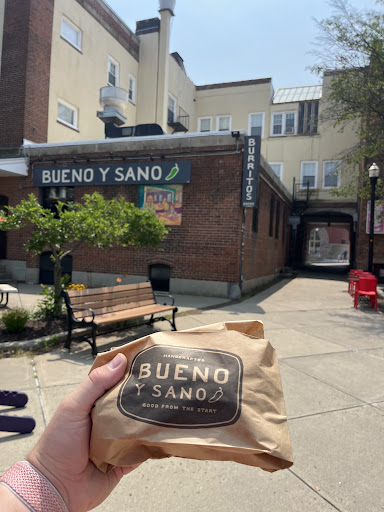 BUENO Y SANO
BURRITOS
HANDCRAFTED
BUENO
Y SANO
GOOD FROM THE START